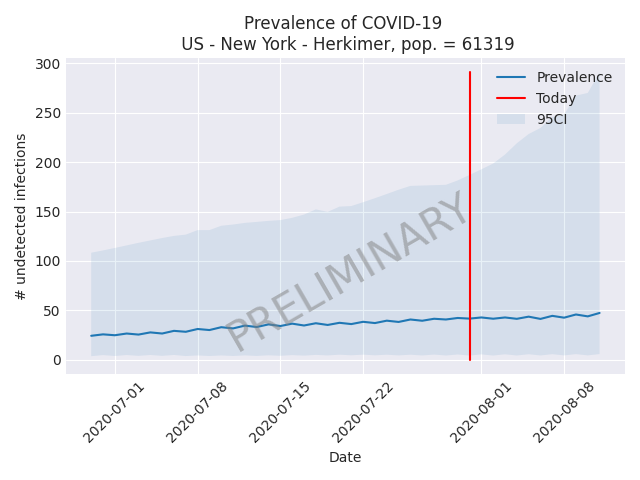 Prevalence of COVID-19
US - New York - Herkimer, pop. = 61319
300
250
200
150
100
50
0
# undetected infections
Prevalence
Today
95CI
PRELIMINARY
2020-07-01
2020-07-08
2020-07-15
2020-07-22
2020-08-01
2020-08-08
Date